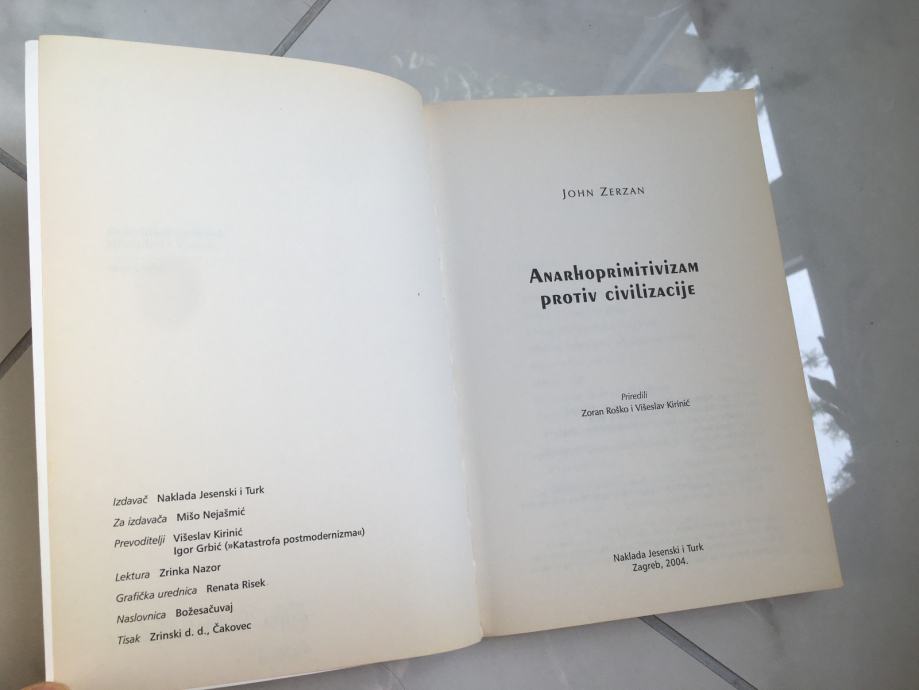 Izdavač Naklada Jesenski i Turk
Za izdavača Mišo Nejašmić
Prevoditelji Višeslav Kirinić
Igor Grbić (»Katastrofa postmodernizma«)
Lektura Zrinka Nazor
Grafička urednica Renata Risek
Naslovnica Božesačuvaj
Tisak Zrinski d. d., Čakovec
John Zerzan
Anarhoprimitivizam
protiv civilizacije
Priredili
Zoran Roško i Višeslav Kirinić
Naklada Jesenski i Turk
Zagreb, 2004.